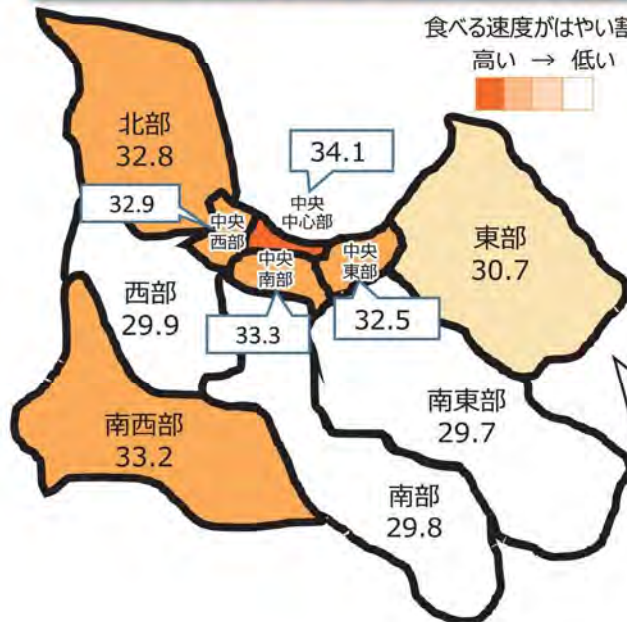 食べる速度がはやい割
高い → 低い
北部
32.8
34.1
中央
中心部
32.9
中央
西部
中央
南部
中央
東部
東部
30.7
西部
29.9
33.3
32.5
南西部
33.2
南東部
29.7
南部
29.8